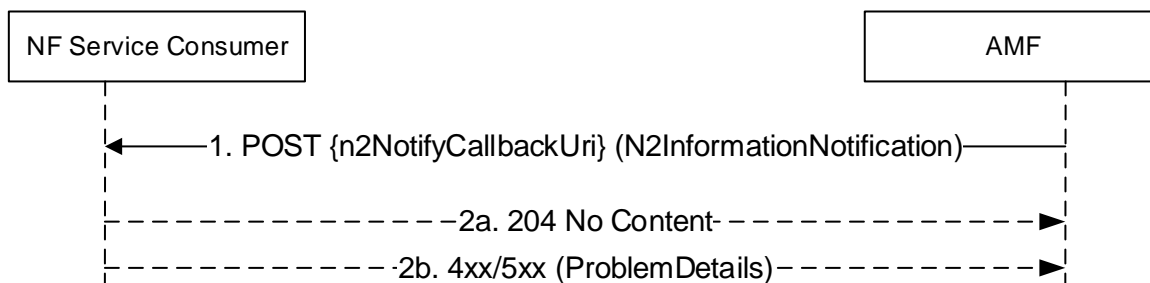 NF Service Consumer
AMF
1. POST {n2NotifyCallbackUri} (N2InformationNotification)
2a. 204 No Content
2b. 4xx/5xx (ProblemDetails)